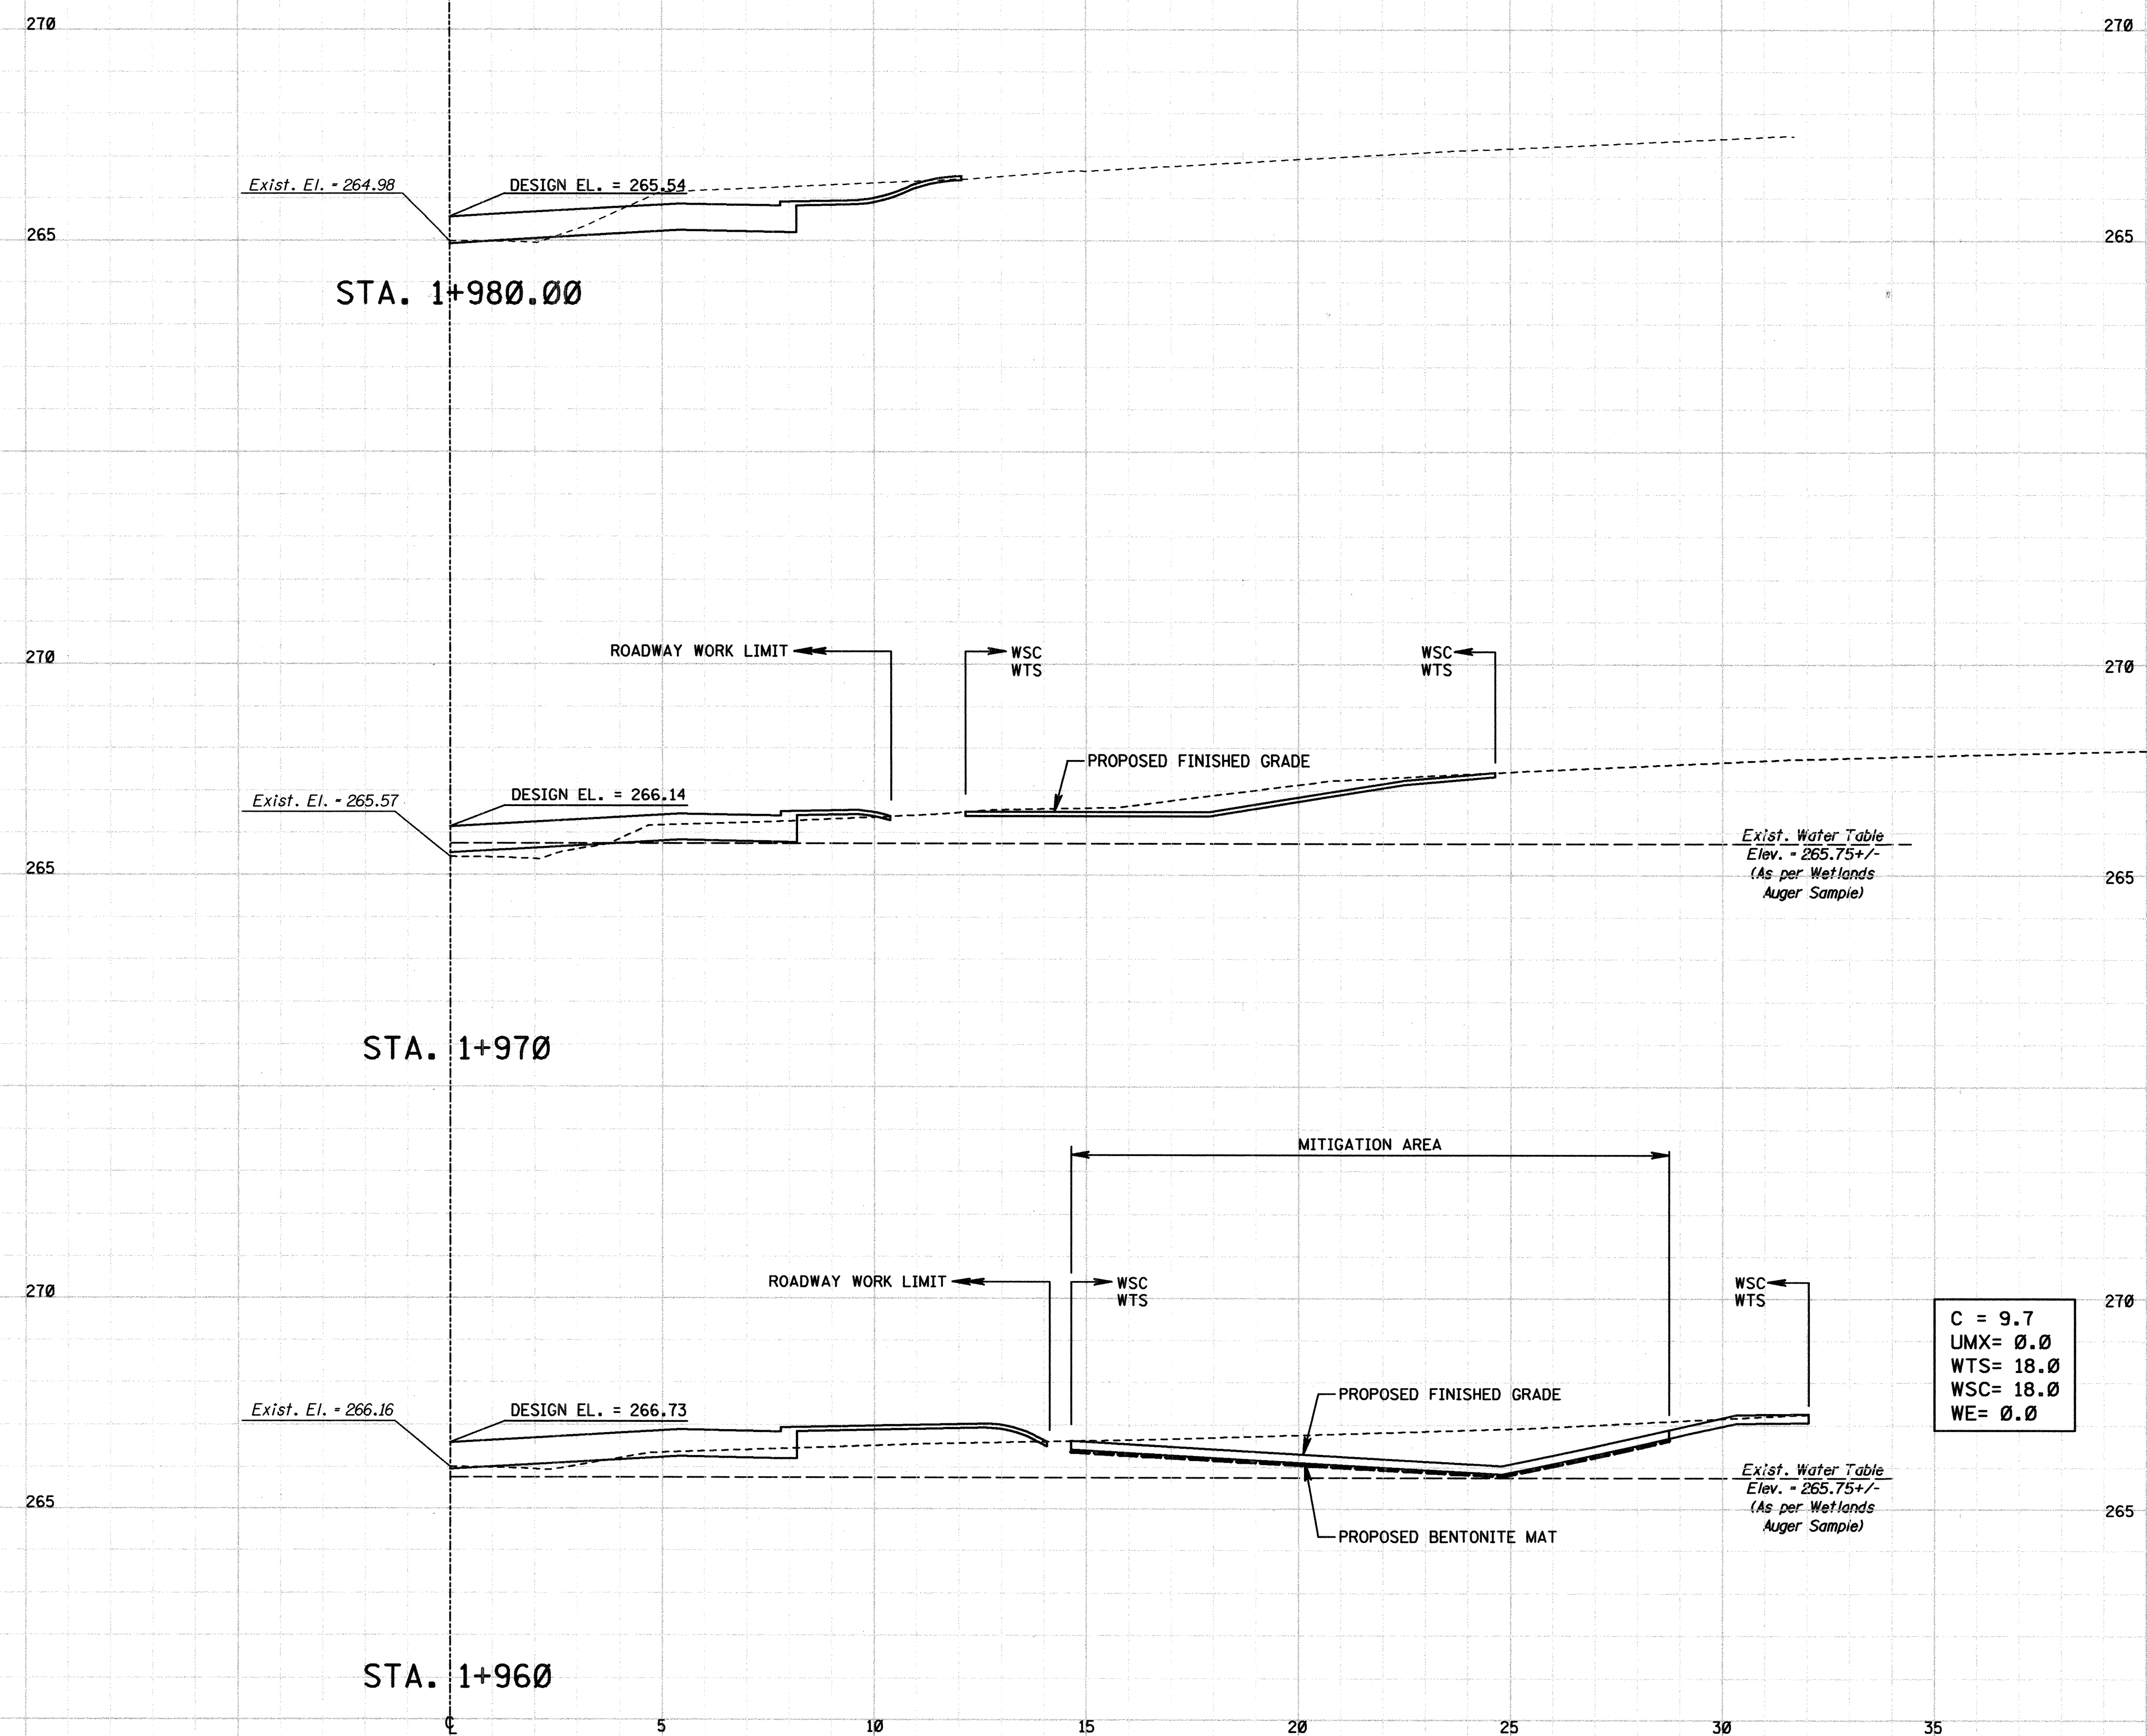 270 270
Exist. El. = 264.98 DESIGN EL. = 265.54
265 265
STA. 1+980.00
ROADWAY WORK LIMIT WSC WSC
WTS WTS
270 270
PROPOSED FINISHED GRADE
Exist. El. = 265.57 DESIGN EL. = 266.14
Exist. Water Table
Elev. = 265.75+/-
(As per Wetlands
Auger Sample)
265 265
STA. 1+970
MITIGATION AREA
ROADWAY WORK LIMIT WSC WSC
WTS WTS
270 270
C = 9.7
UMX= 0.0
WTS= 18.0
WSC= 18.0
WE= 0.0
PROPOSED FINISHED GRADE
Exist. El. = 266.16 DESIGN EL. = 266.73
Exist. Water Table
Elev. = 265.75+/-
(As per Wetlands
Auger Sample)
265 265
PROPOSED BENTONITE MAT
STA. 1+960
℄ 5 10 15 20 25 30 35